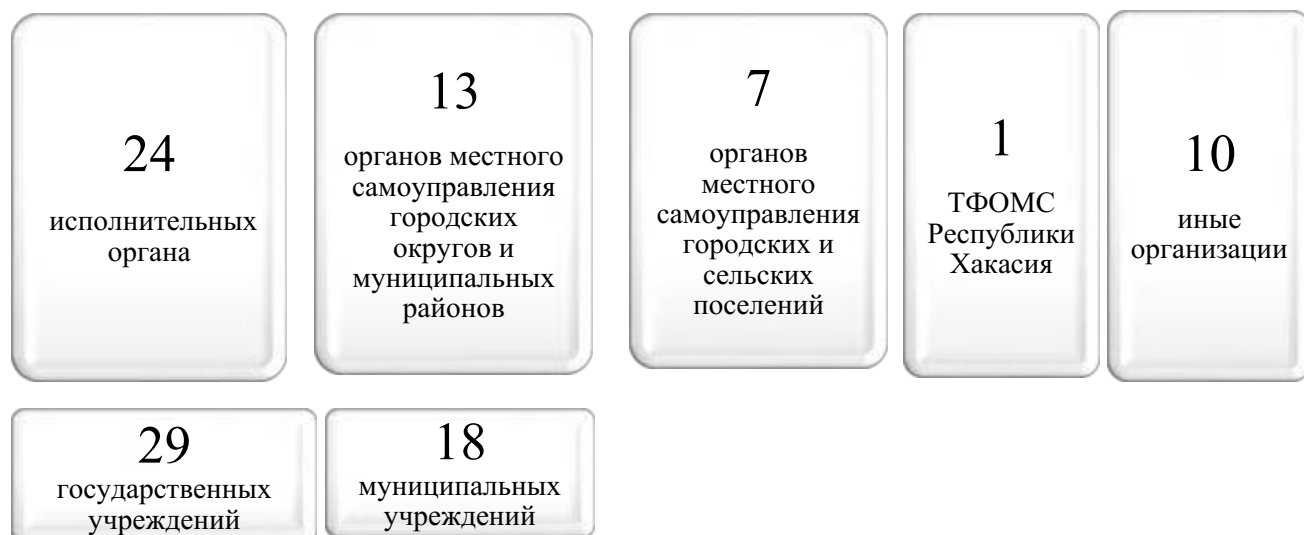 24
исполнительных
органа
13
органов местного
самоуправления
городских
округов и
муниципальных
районов
7
органов
местного
самоуправления
городских и
сельских
поселений
1
ТФОМС
Республики
Хакасия
10
иные
организации
29
государственных
учреждений
18
муниципальных
учреждений